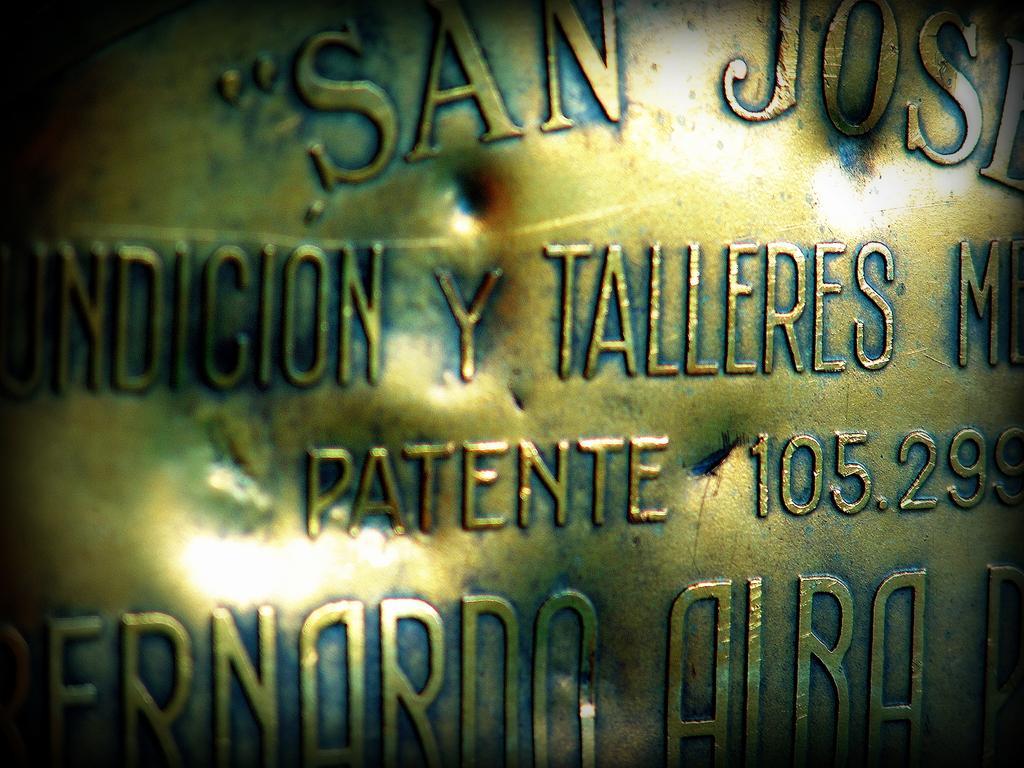 "SAN JOSE
UNDICION Y TALLERES ME
PATENTE 105.299
BERNARDO ALBA